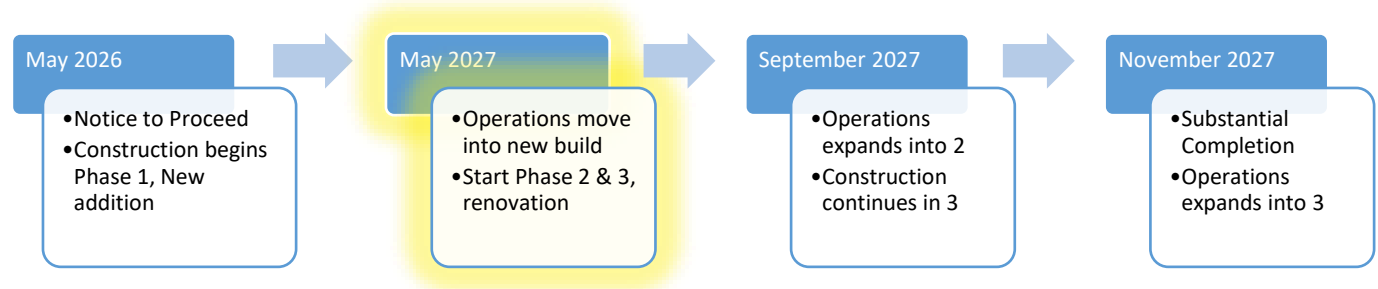 May 2026
•Notice to Proceed
•Construction begins
Phase 1, New
addition
May 2027
•Operations move
into new build
•Start Phase 2 & 3,
renovation
September 2027
•Operations
expands into 2
•Construction
continues in 3
November 2027
•Substantial
Completion
•Operations
expands into 3